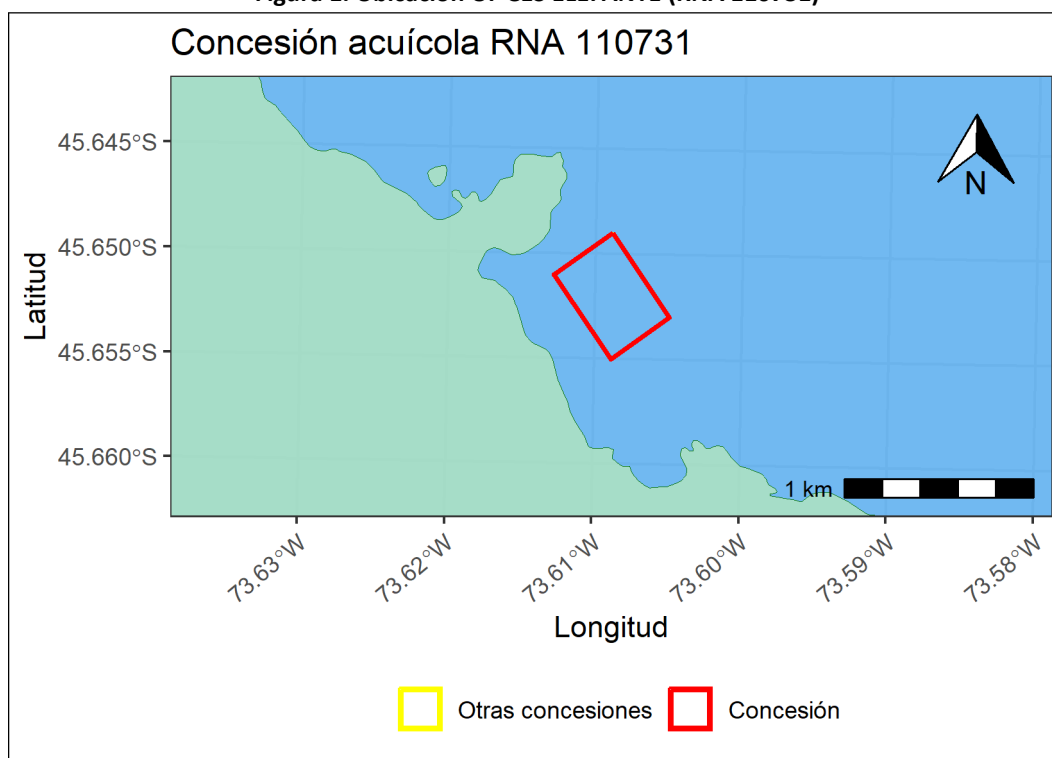 Concesión acuícola RNA 110731
45.645°S
45.650°S
45.655°S
45.660°S
Latitud
N
1 km
73.63°W
73.62°W
73.61°W
73.60°W
73.59°W
73.58°W
Longitud
Otras concesiones
Concesión